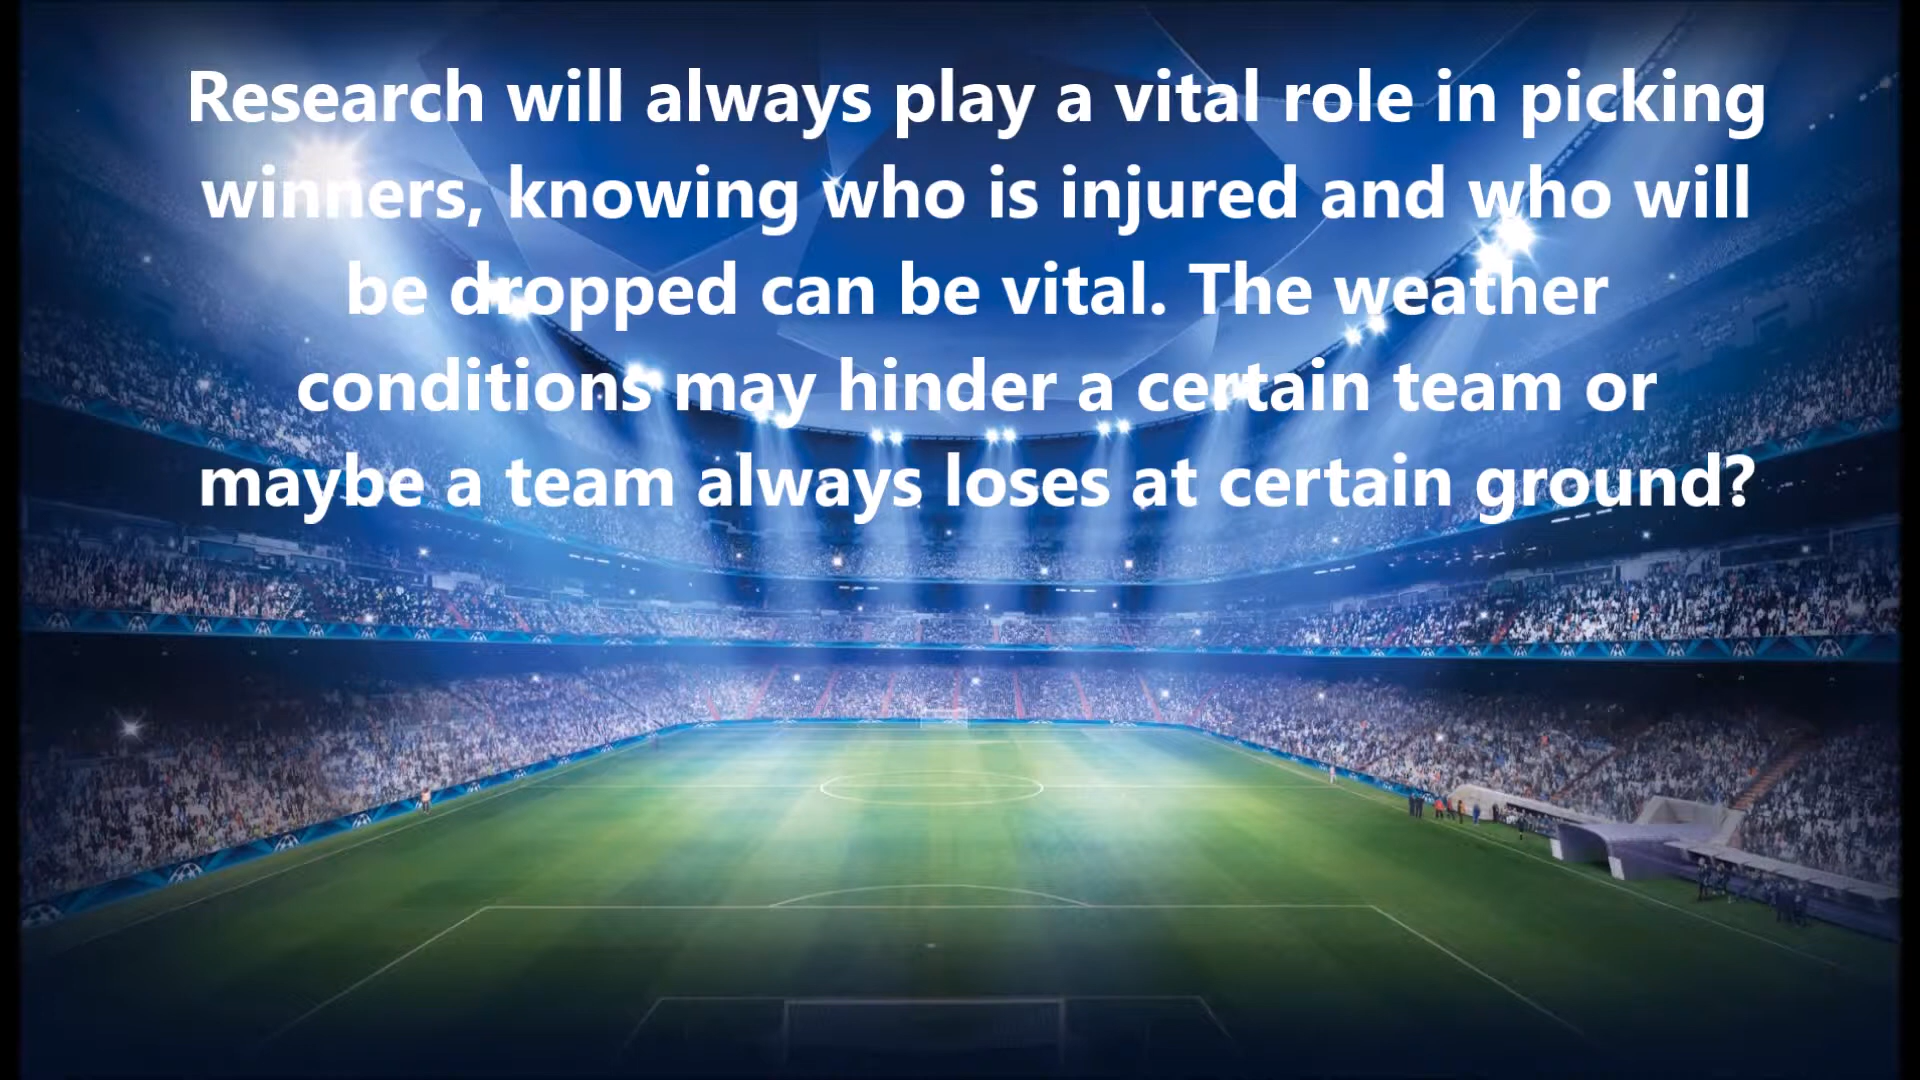 Research will always play a vital role in picking
winners, knowing who is injured and who will
be dropped can be vital. The weather
conditions may hinder a certain team or
maybe a team always loses at certain ground?